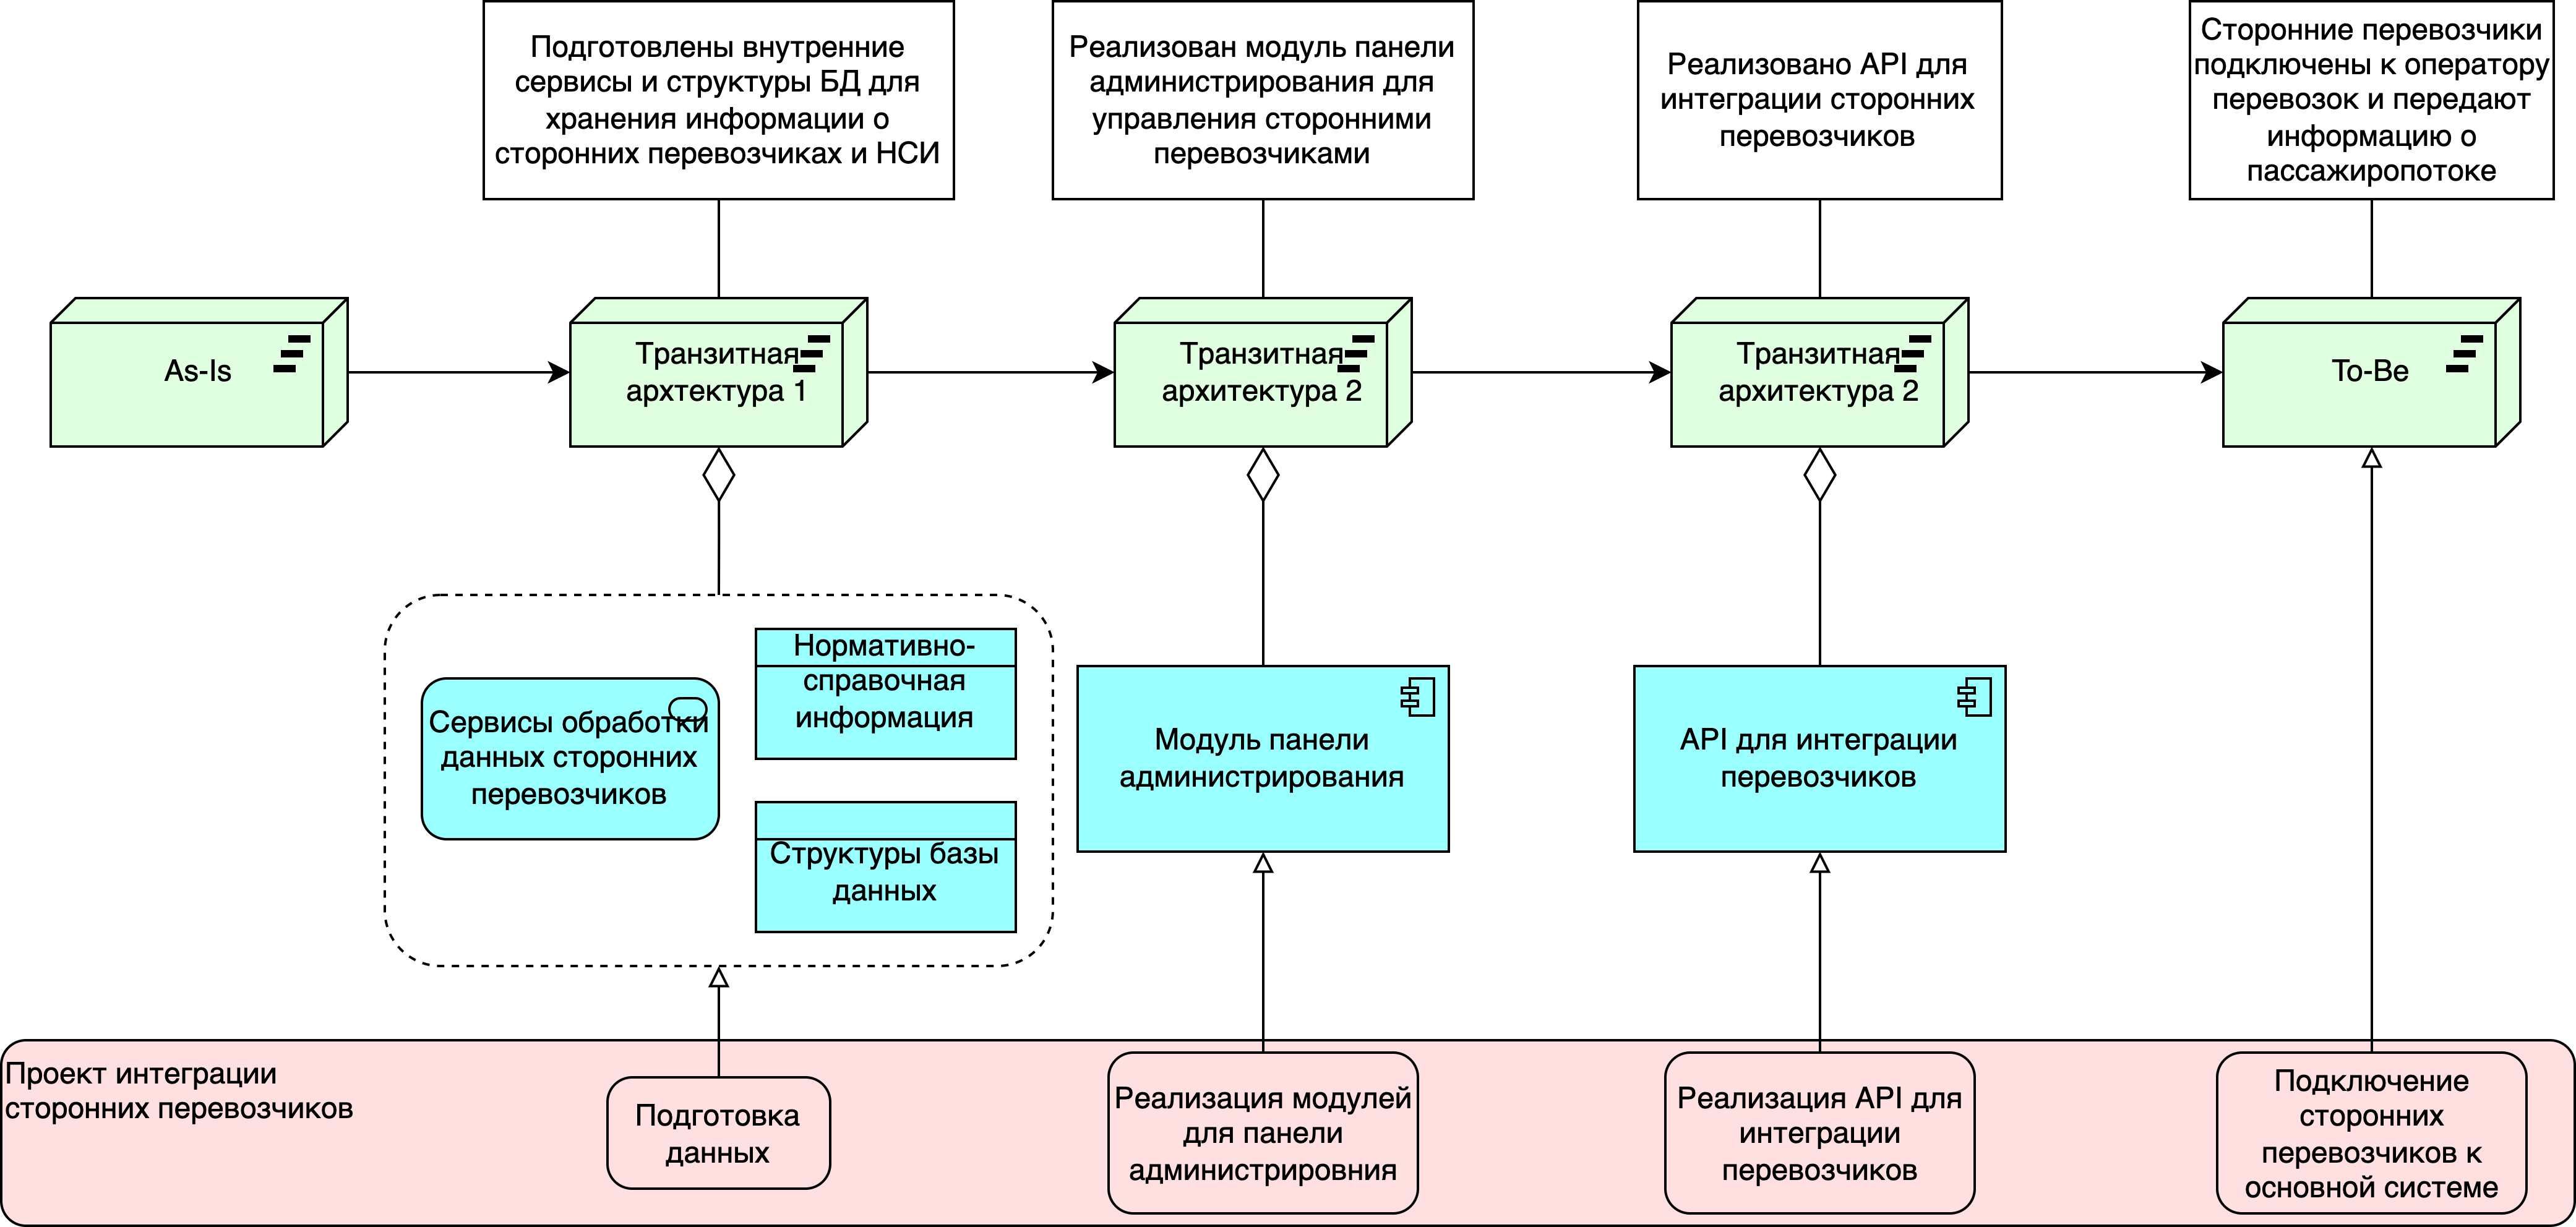 Подготовлены внутренние
сервисы и структуры БД для
хранения информации о
сторонних перевозчиках и НСИ
Реализован модуль панели
администрирования для
управления сторонними
перевозчиками
Реализовано API для
интеграции сторонних
перевозчиков
Сторонние перевозчики
подключены к оператору
перевозок и передают
информацию о
пассажиропотоке
As-Is
Транзитная
архтектура 1
Транзитная
архитектура 2
Транзитная
архитектура 2
To-Be
Сервисы обработки
данных сторонних
перевозчиков
Нормативно-
справочная
информация
Структуры базы
данных
Модуль панели
администрирования
API для интеграции
перевозчиков
Проект интеграции
сторонних перевозчиков
Подготовка
данных
Реализация модулей
для панели
администрировния
Реализация API для
интеграции
перевозчиков
Подключение
сторонних
перевозчиков к
основной системе